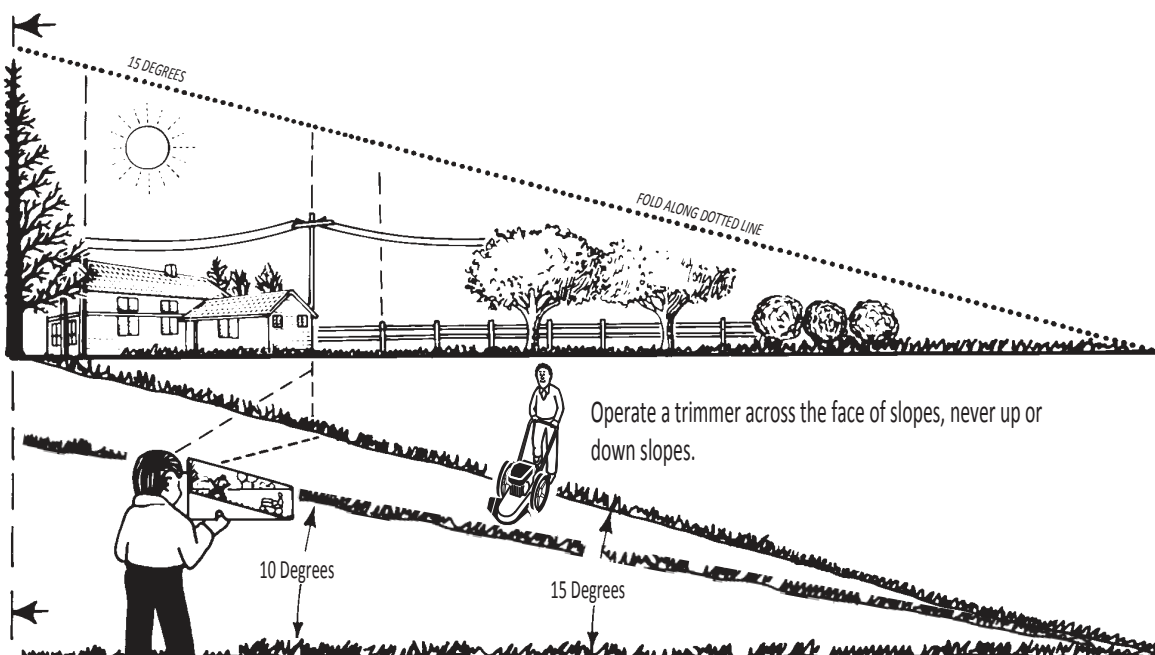 15 DEGREES
FOLD ALONG DOTTED LINE
Operate a trimmer across the face of slopes, never up or
down slopes.
10 Degrees
15 Degrees